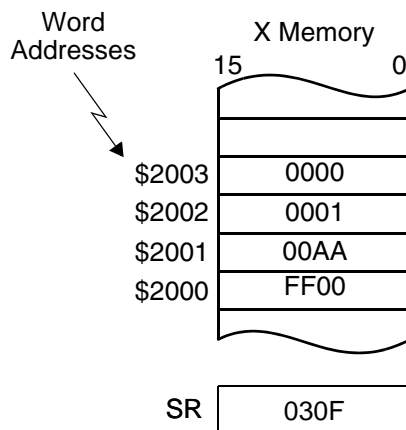 Word
Addresses
X Memory
15 0
$2003 0000
$2002 0001
$2001 00AA
$2000 FF00
SR 030F